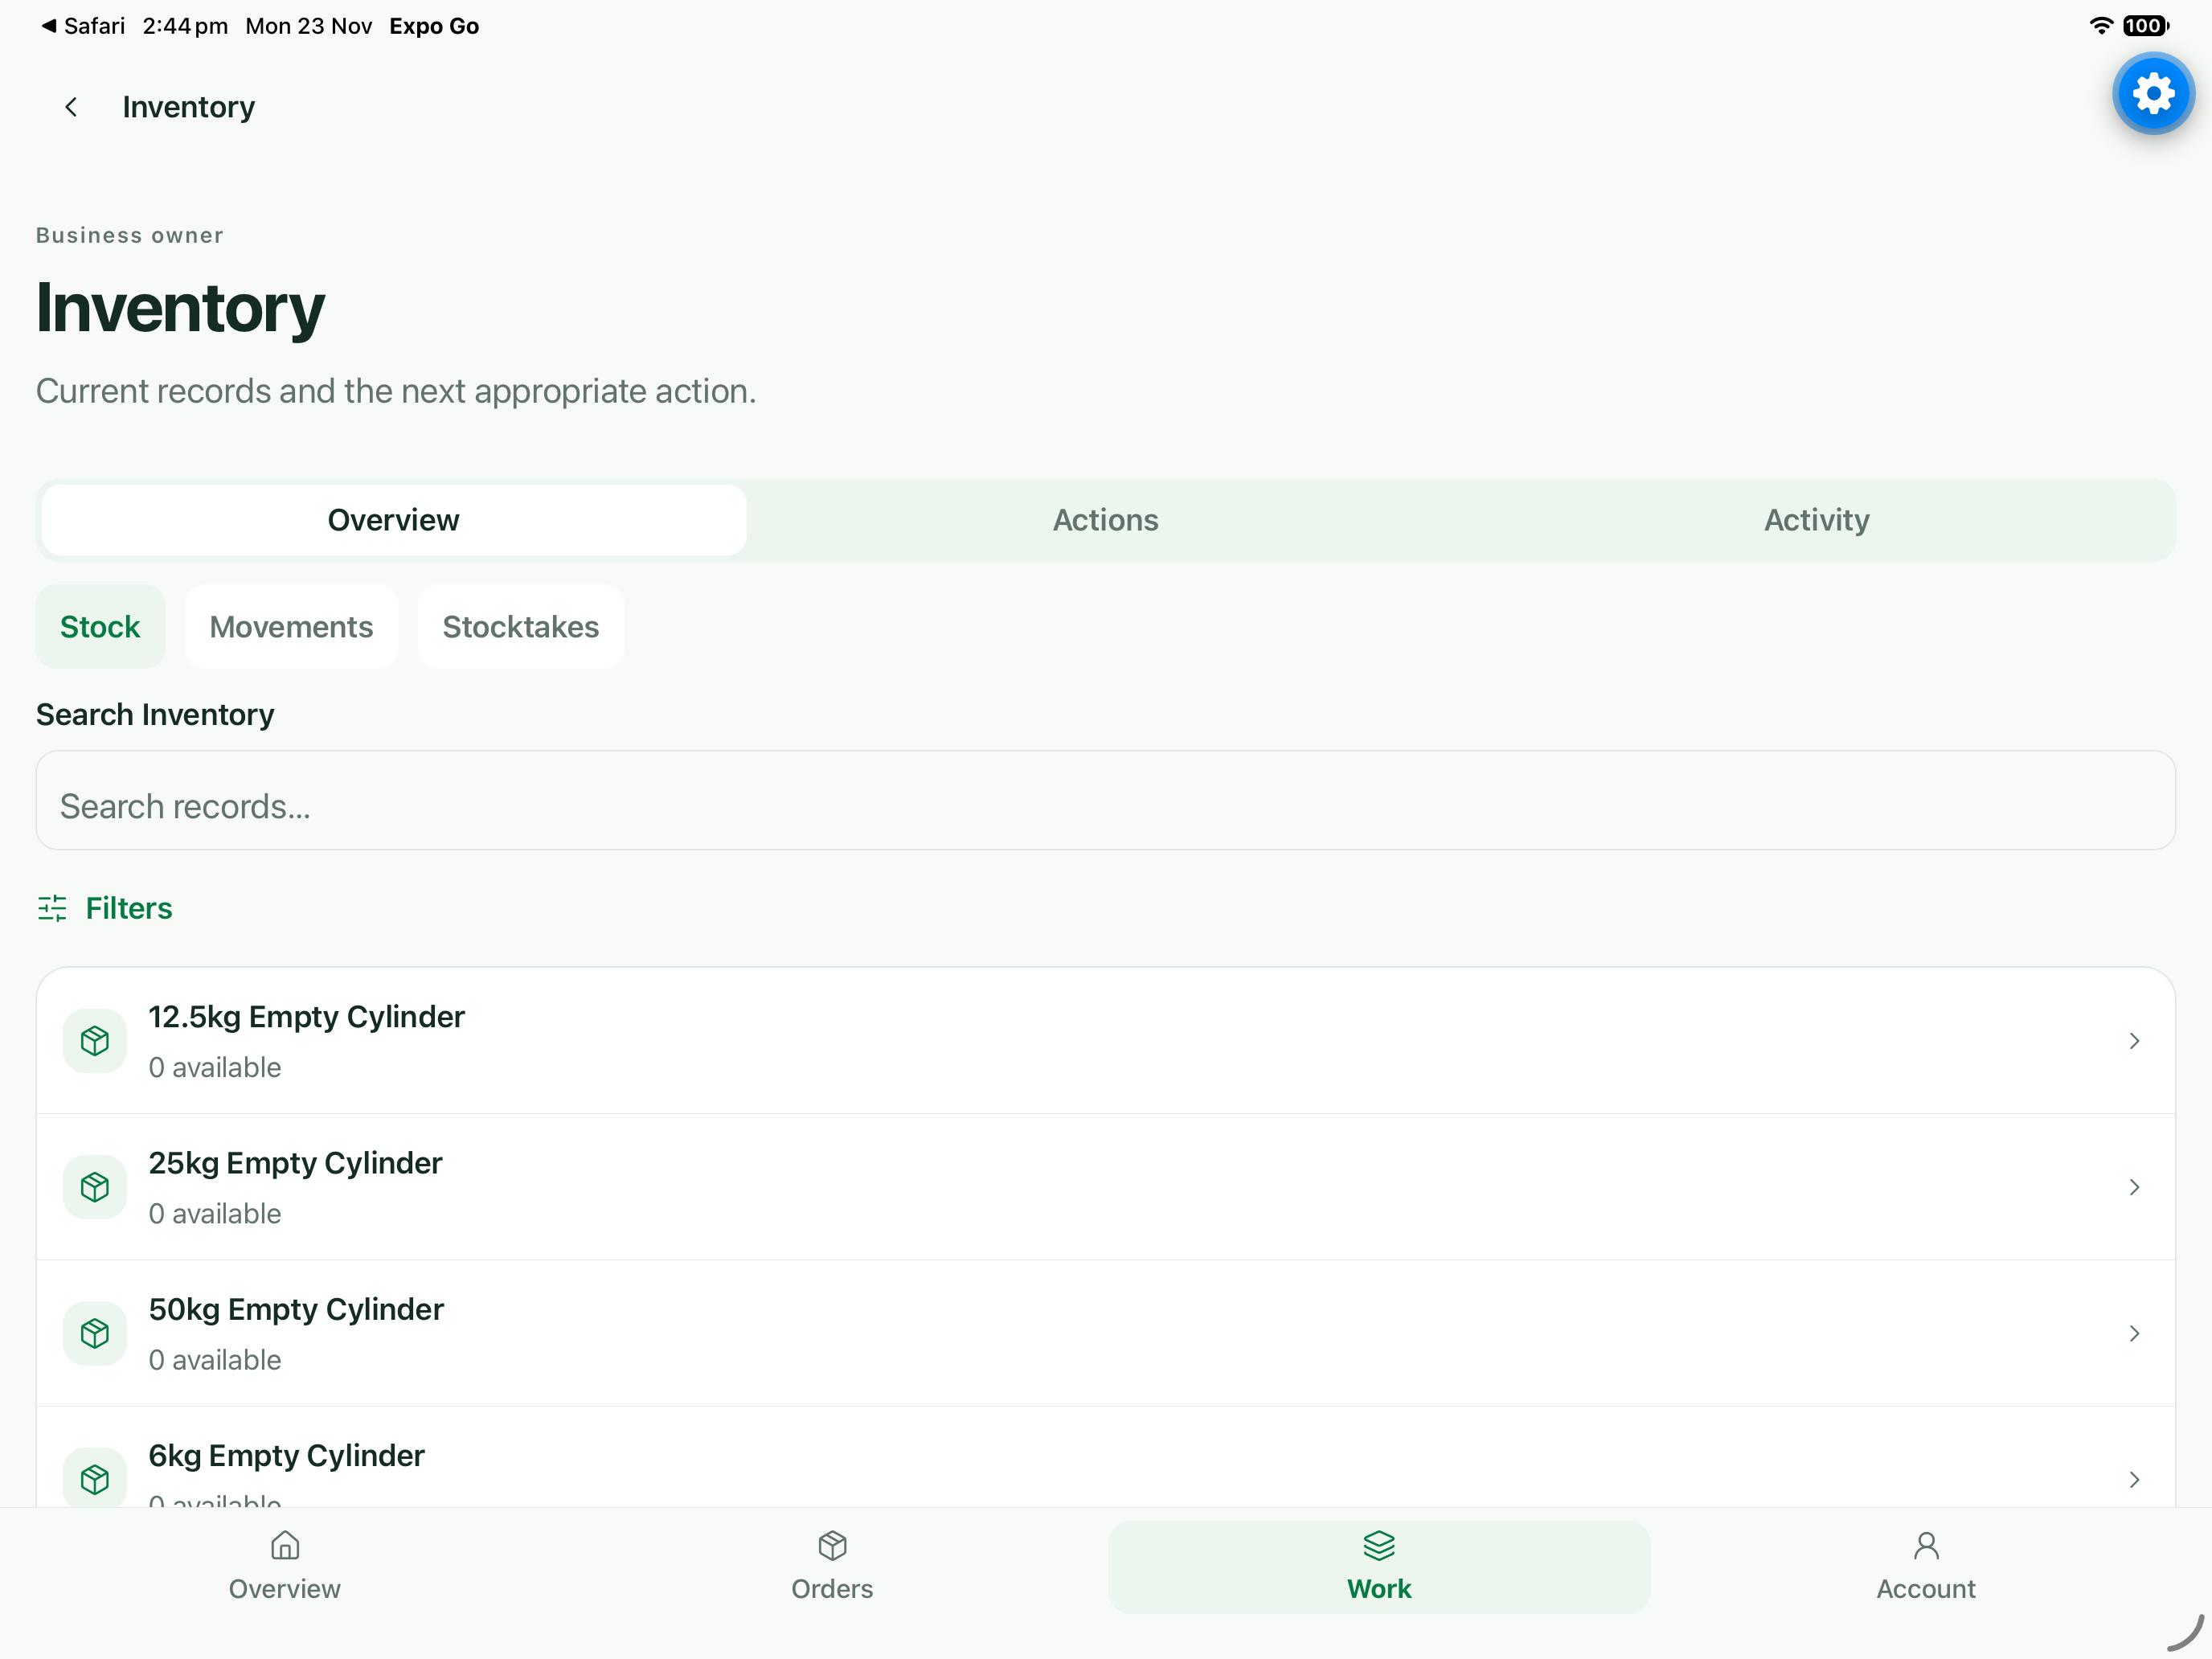 Safari 2:44 pm Mon 23 Nov Expo Go
100
Inventory
Business owner
Inventory
Current records and the next appropriate action.
Overview Actions Activity
Stock Movements Stocktakes
Search Inventory
Search records...
Filters
12.5kg Empty Cylinder
0 available
25kg Empty Cylinder
0 available
50kg Empty Cylinder
0 available
6kg Empty Cylinder
0 available
Overview Orders Work Account